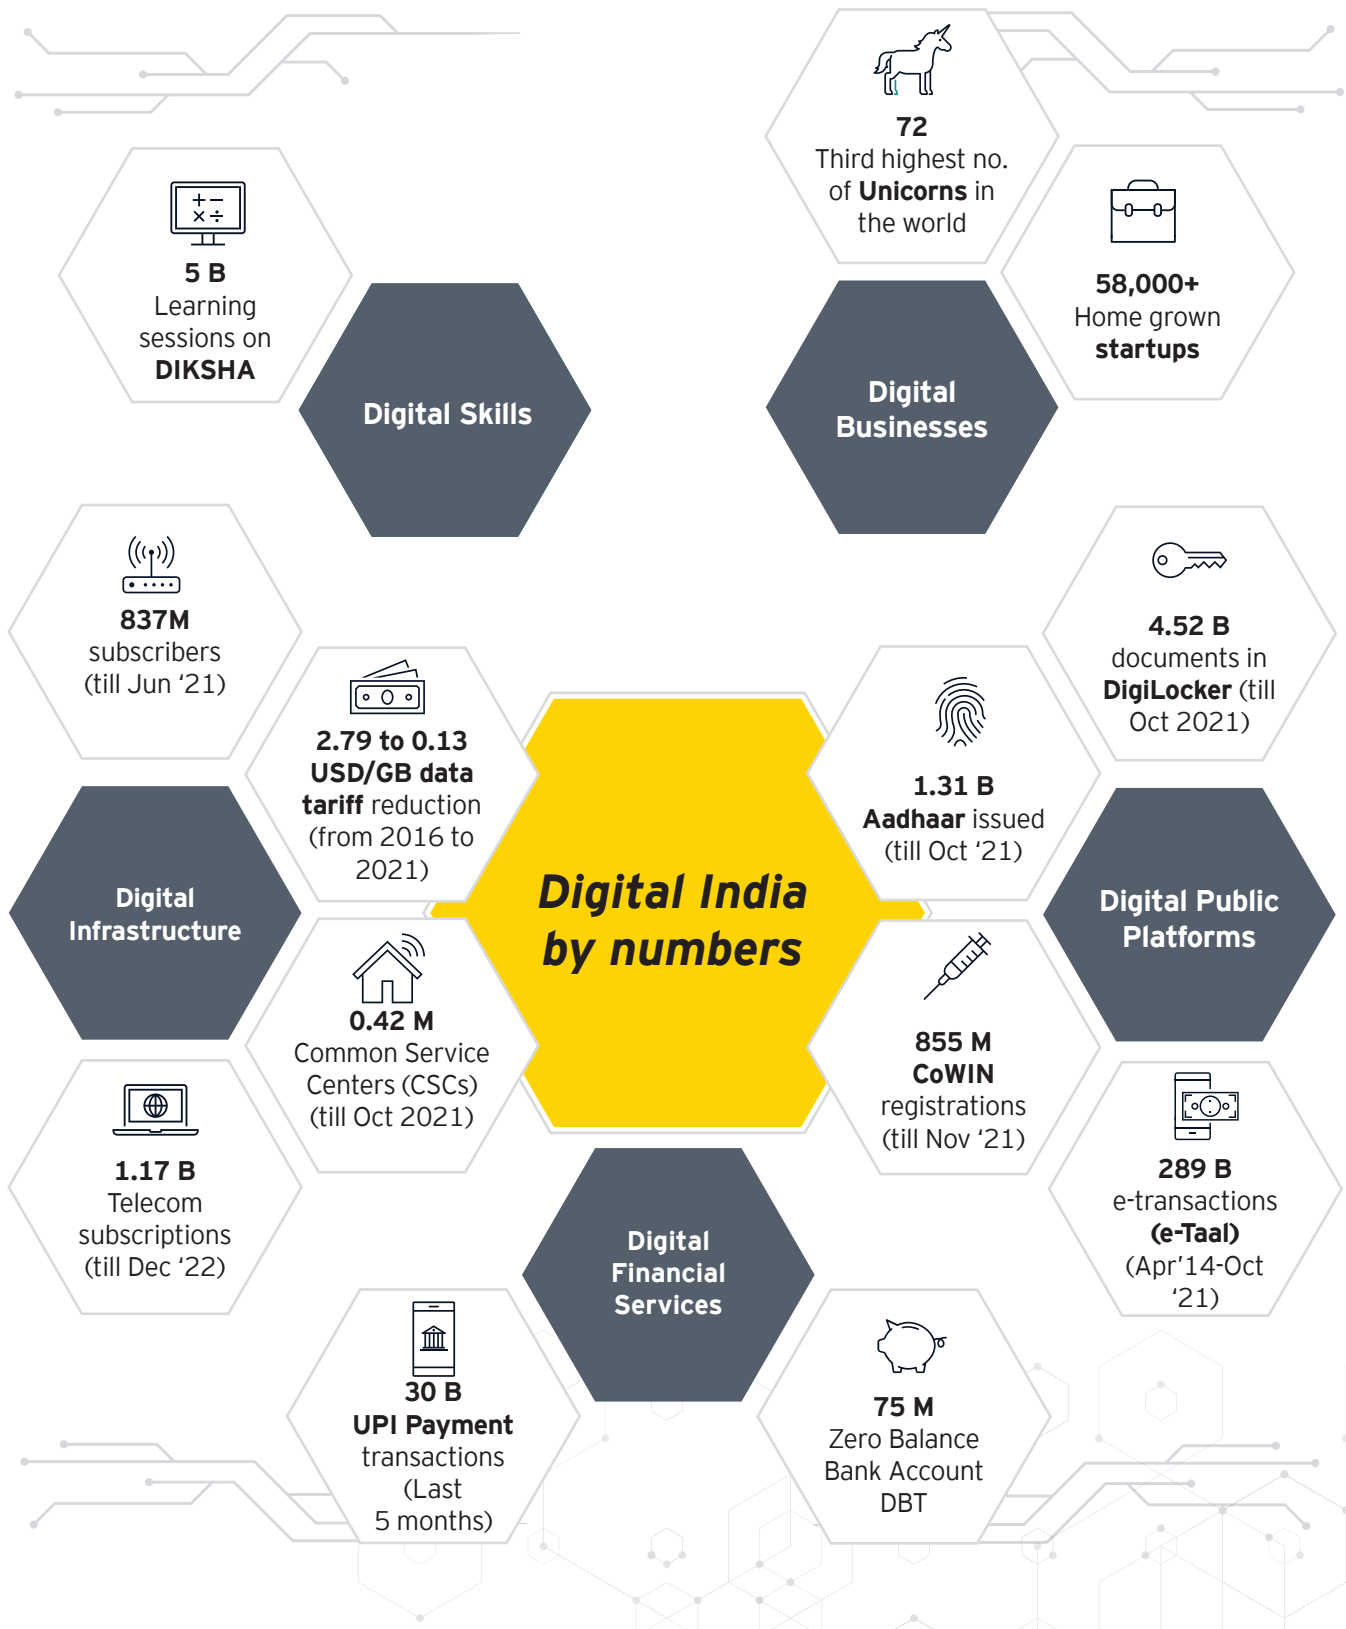 72
Third highest no.
of Unicorns in
the world
5 B
Learning
sessions on
DIKSHA
58,000+
Home grown
startups
Digital Skills
Digital
Businesses
837M
subscribers
(till Jun ‘21)
4.52 B
documents in
DigiLocker (till
Oct 2021)
2.79 to 0.13
USD/GB data
tariff reduction
(from 2016 to
2021)
1.31 B
Aadhaar issued
(till Oct ‘21)
Digital
Infrastructure
Digital India
by numbers
Digital Public
Platforms
0.42 M
Common Service
Centers (CSCs)
(till Oct 2021)
855 M
CoWIN
registrations
(till Nov ‘21)
1.17 B
Telecom
subscriptions
(till Dec ‘22)
289 B
e-transactions
(e-Taal)
(Apr’14-Oct
‘21)
Digital
Financial
Services
30 B
UPI Payment
transactions
(Last
5 months)
75 M
Zero Balance
Bank Account
DBT